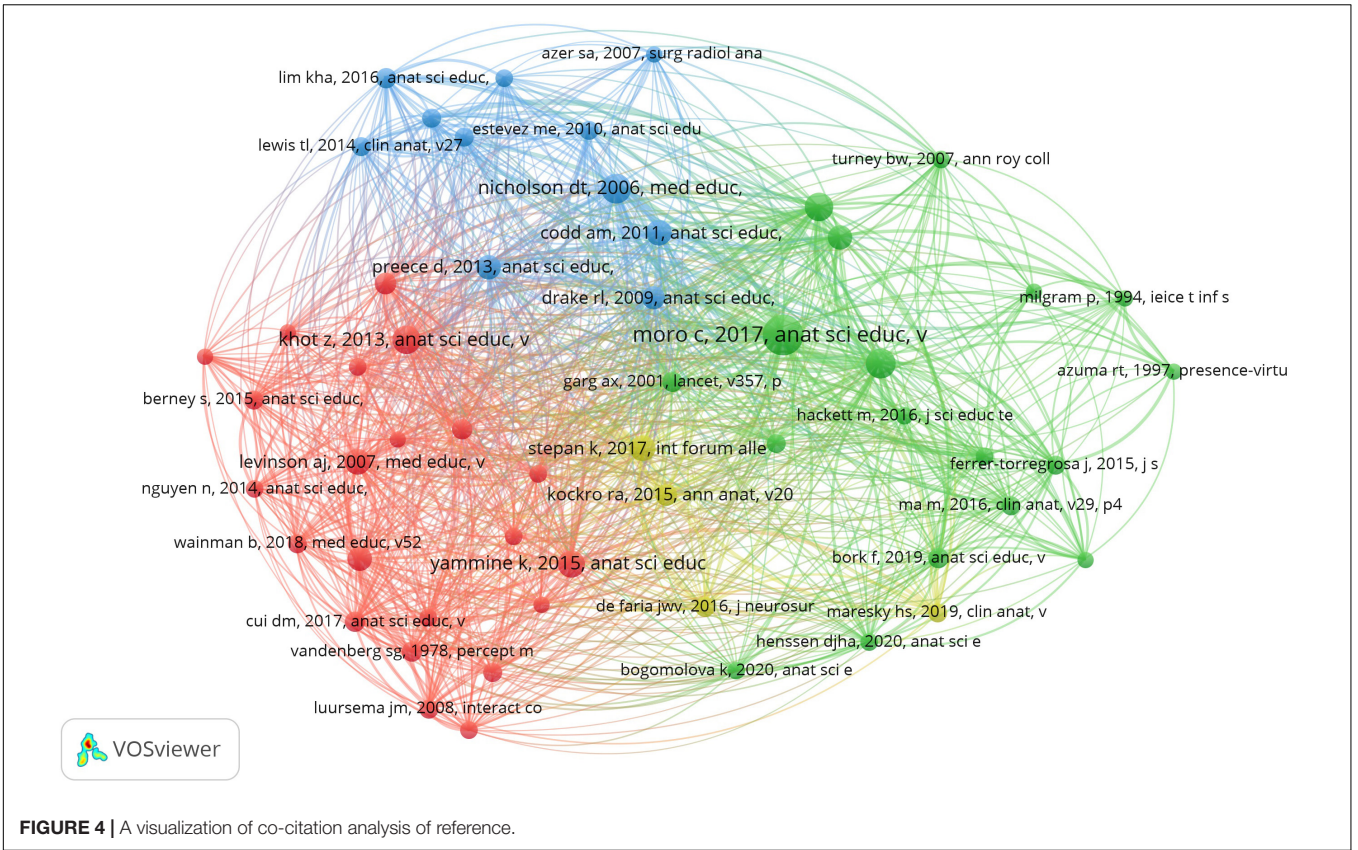 azer sa, 2007, surg radiol ana
lim kha, 2016, anat sci educ,
estevez me, 2010, anat sci edu
lewis tl, 2014, clin anat, v27
turney bw, 2007, ann roy coll
nicholson dt, 2006, med educ,
codd am, 2011, anat sci educ,
preece d, 2013, anat sci educ,
drake rl, 2009, anat sci educ,
milgram p, 1994, ieice t inf s
moro c, 2017, anat sci educ, v
khot z, 2013, anat sci educ, v
azuma rt, 1997, presence-virtu
garg ax, 2001, lancet, v357, p
berney s, 2015, anat sci educ,
hackett m, 2016, j sci educ te
stepan k, 2017, int forum alle
levinson aj, 2007, med educ, v
ferrer-torregrosa j, 2015, j s
nguyen n, 2014, anat sci educ,
kockro ra, 2015, ann anat, v20
ma m, 2016, clin anat, v29, p4
wainman b, 2018, med educ, v52
bork f, 2019, anat sci educ, v
yammine k, 2015, anat sci educ
de faria jwv, 2016, j neurosur
maresky hs, 2019, clin anat, v
cui dm, 2017, anat sci educ, v
henssen djha, 2020, anat sci e
vandenberg sg, 1978, percept m
bogomolova k, 2020, anat sci e
luursema jm, 2008, interact co
VOSviewer
FIGURE 4 | A visualization of co-citation analysis of reference.